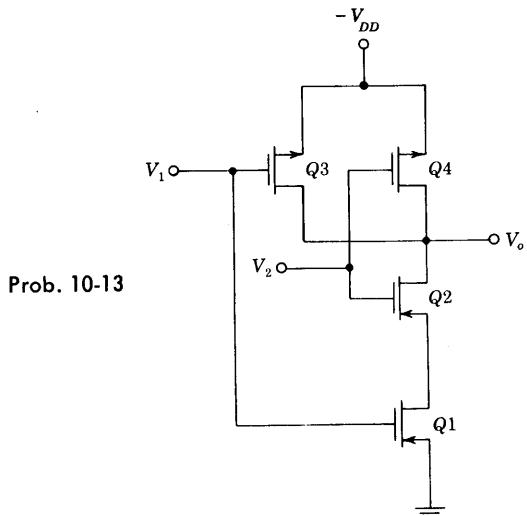 −V_DD
V_1
Q3
Q4
V_o
V_2
Q2
Prob. 10-13
Q1